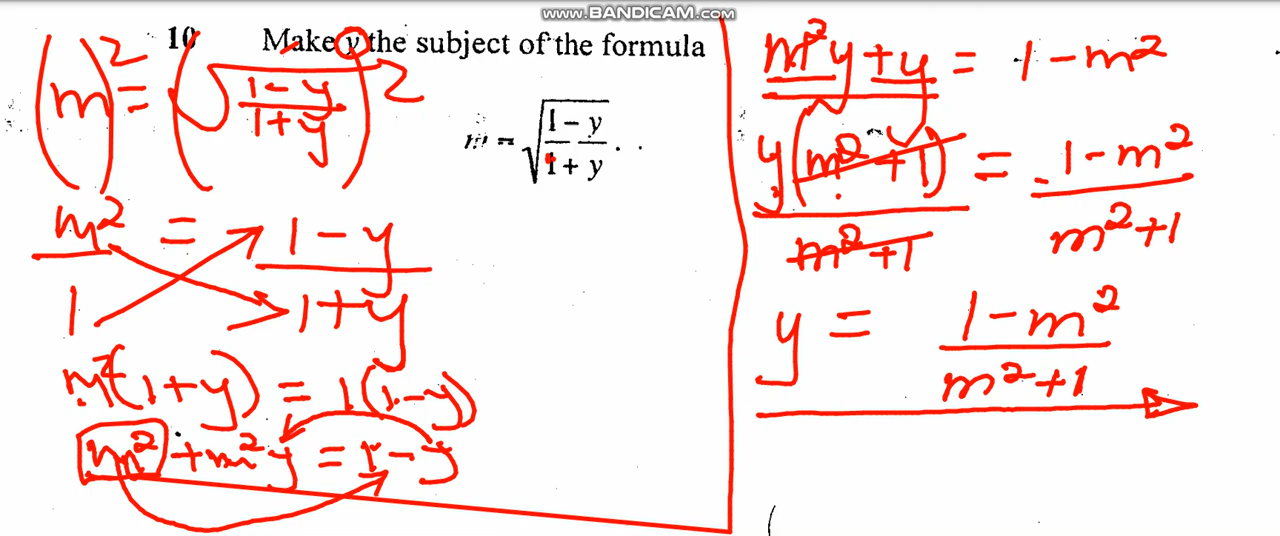 www.BANDICAM.com
10 Make y the subject of the formula
m = √((1 − y)/(1 + y)) . .
(m)² = (√((1 − y)/(1 + y)))²
m²/1 = (1 − y)/(1 + y)
m²(1 + y) = 1(1 − y)
m² + m²y = 1 − y
m²y + y = 1 − m²
y(m² + 1)/(m² + 1) = (1 − m²)/(m² + 1)
y = (1 − m²)/(m² + 1)